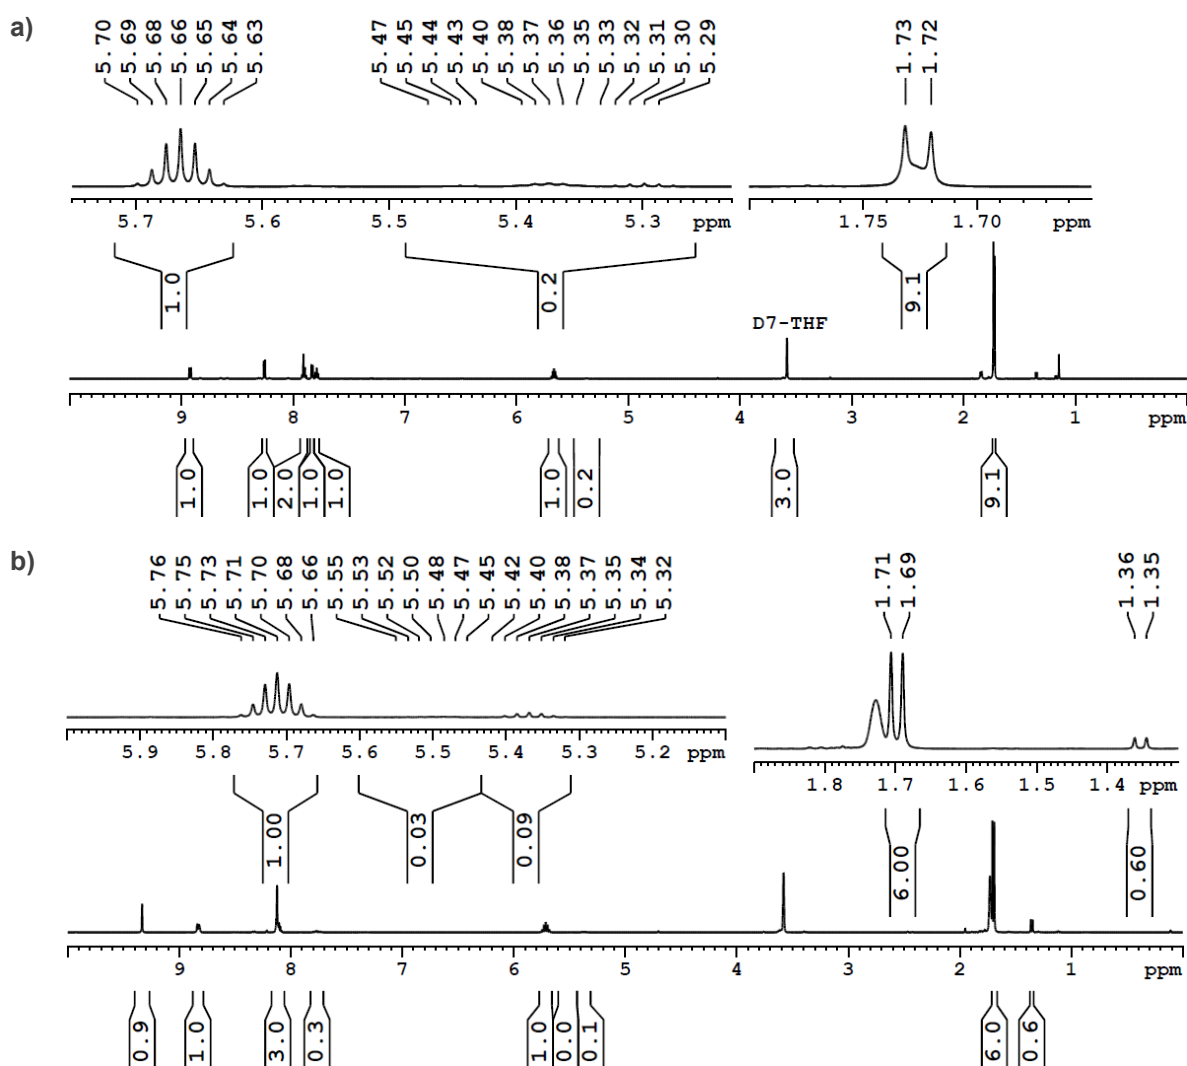 a)
5.70 5.69 5.68 5.66 5.65 5.64 5.63 5.47 5.45 5.44 5.43 5.40 5.38 5.37 5.36 5.35 5.33 5.32 5.31 5.30 5.29 1.73 1.72
5.7 5.6 5.5 5.4 5.3 ppm 1.75 1.70 ppm
1.0 0.2 9.1
D7-THF
9 8 7 6 5 4 3 2 1 ppm
1.0 1.0 2.0 1.0 1.0 1.0 0.2 3.0 9.1
b)
5.76 5.75 5.73 5.71 5.70 5.68 5.66 5.55 5.53 5.52 5.50 5.48 5.47 5.45 5.42 5.40 5.38 5.37 5.35 5.34 5.32 1.71 1.69 1.36 1.35
5.9 5.8 5.7 5.6 5.5 5.4 5.3 5.2 ppm 1.8 1.7 1.6 1.5 1.4 ppm
1.00 0.03 0.09 6.00 0.60
9 8 7 6 5 4 3 2 1 ppm
0.9 1.0 3.0 0.3 1.0 0.0 0.1 6.0 0.6